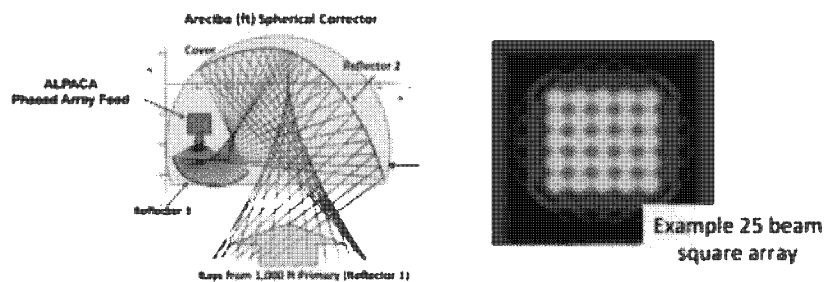 Arecibo (ft) Spherical Corrector
Cover
Reflector 2
ALPACA
Phased Array Feed
Reflector 3
Rays from 1,000 ft Primary (Reflector 1)
Example 25 beam
square array